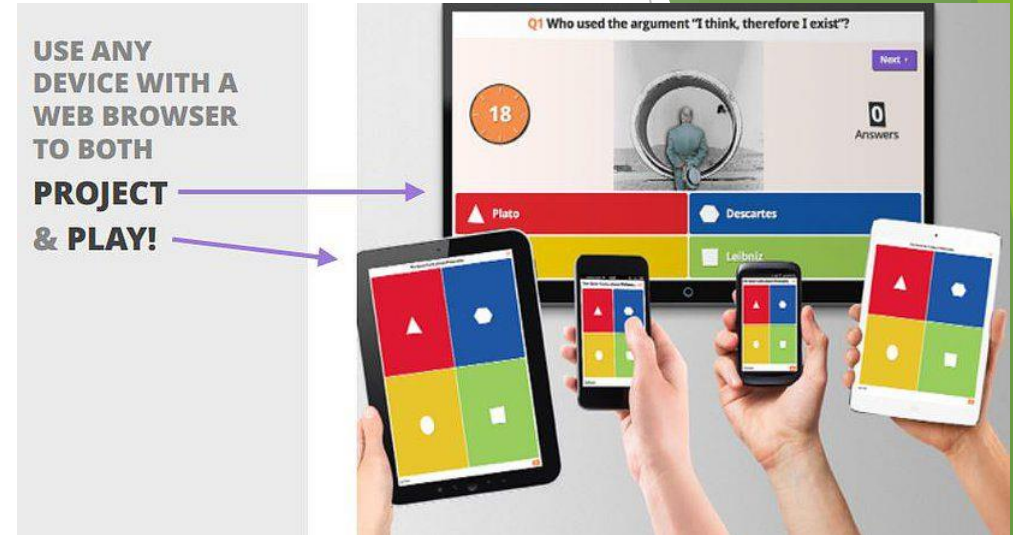 USE ANY
DEVICE WITH A
WEB BROWSER
TO BOTH
PROJECT
& PLAY!
Q1 Who used the argument "I think, therefore I exist"?
Next ›
18
0
Answers
Plato
Descartes
Leibniz